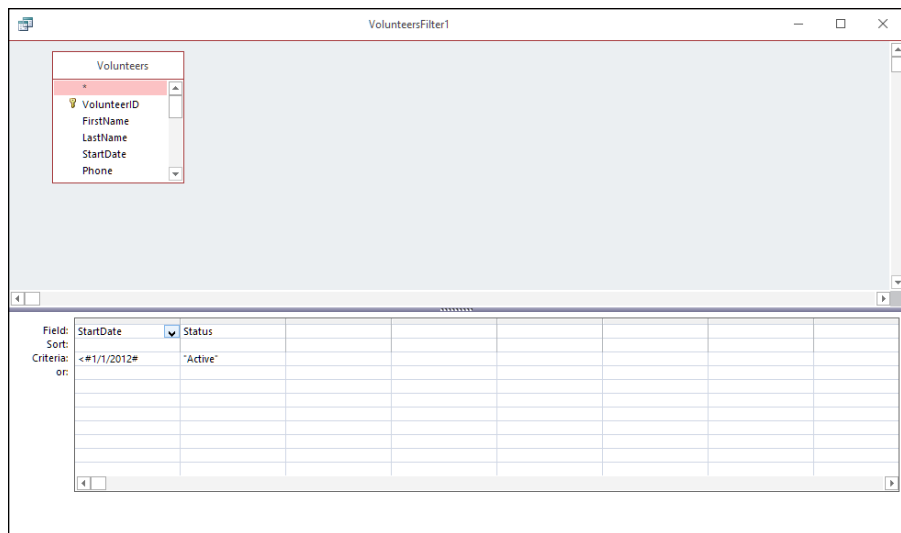 VolunteersFilter1
Volunteers
*
VolunteerID
FirstName
LastName
StartDate
Phone
Field: StartDate Status
Sort:
Criteria: <#1/1/2012# "Active"
or: